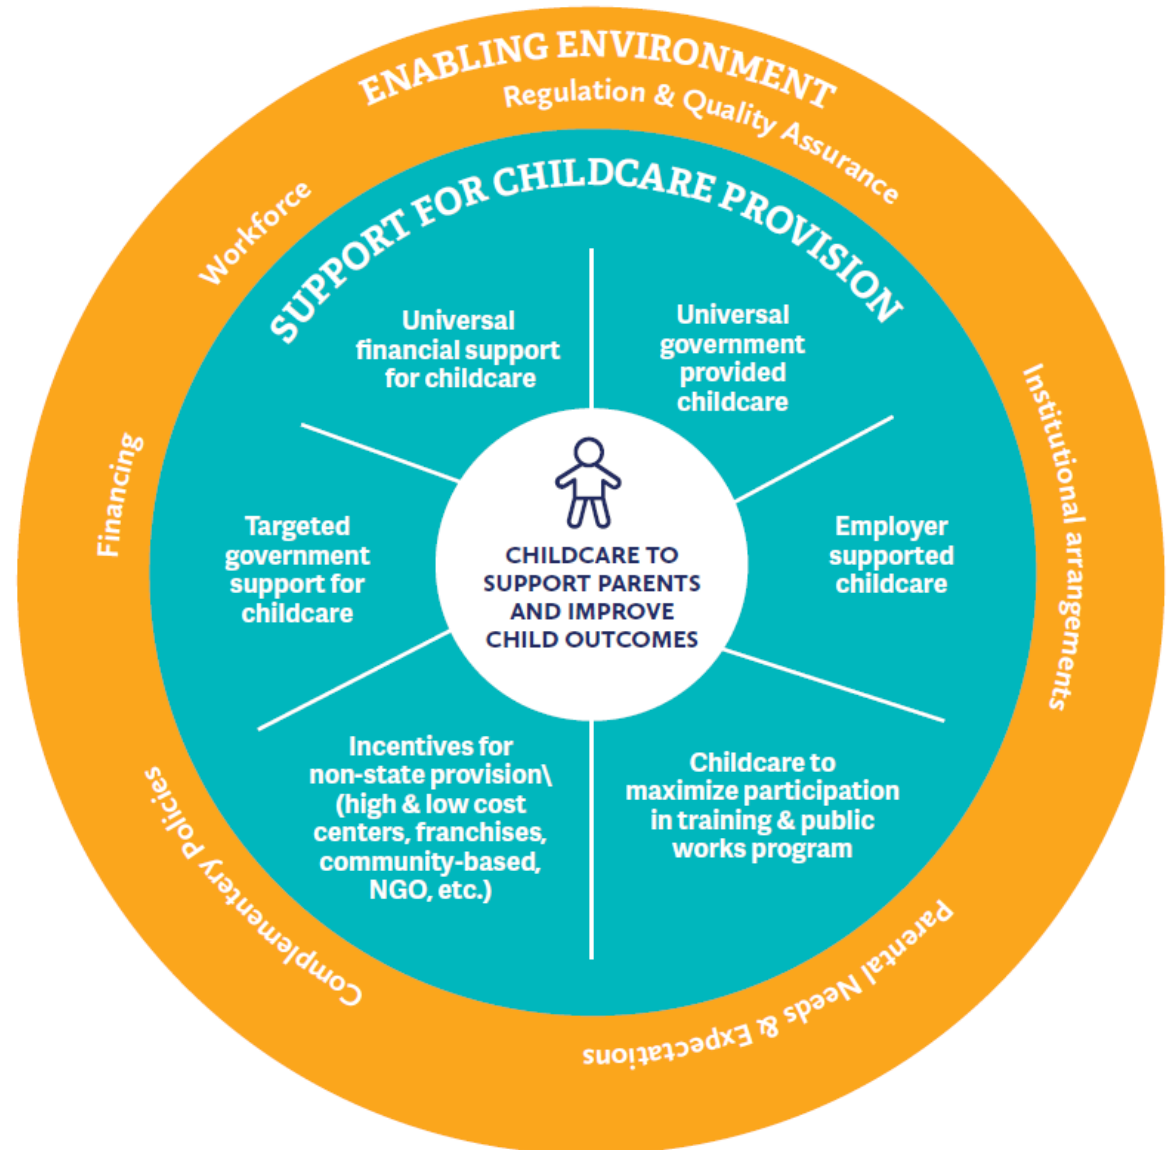 ENABLING ENVIRONMENT
Regulation & Quality Assurance
Institutional arrangements
Parental Needs & Expectations
Complementery Policies
Financing
Workforce
SUPPORT FOR CHILDCARE PROVISION
Universal
financial support
for childcare
Universal
government
provided
childcare
Employer
supported
childcare
Childcare to
maximize participation
in training & public
works program
Incentives for
non-state provision\
(high & low cost
centers, franchises,
community-based,
NGO, etc.)
Targeted
government
support for
childcare
CHILDCARE TO
SUPPORT PARENTS
AND IMPROVE
CHILD OUTCOMES